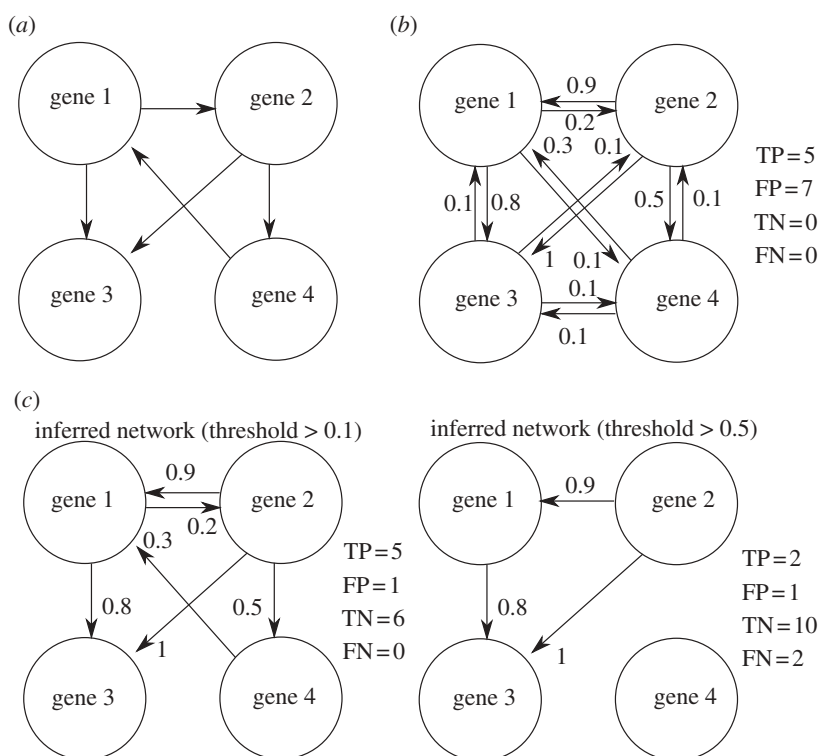 (a)
gene 1
gene 2
gene 3
gene 4
(b)
gene 1
gene 2
gene 3
gene 4
0.9
0.2
0.3
0.1
0.1
0.8
0.5
0.1
1
0.1
0.1
0.1
TP=5
FP=7
TN=0
FN=0
(c)
inferred network (threshold > 0.1)
gene 1
gene 2
gene 3
gene 4
0.9
0.2
0.3
0.8
0.5
1
TP=5
FP=1
TN=6
FN=0
inferred network (threshold > 0.5)
gene 1
gene 2
gene 3
gene 4
0.9
0.8
1
TP=2
FP=1
TN=10
FN=2